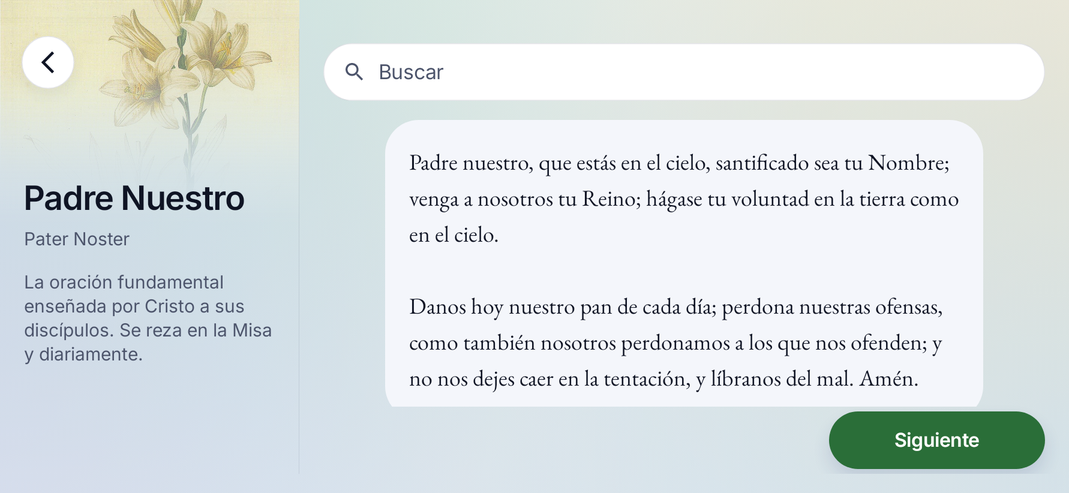 Padre Nuestro
Pater Noster
La oración fundamental
enseñada por Cristo a sus
discípulos. Se reza en la Misa
y diariamente.
Buscar
Padre nuestro, que estás en el cielo, santificado sea tu Nombre;
venga a nosotros tu Reino; hágase tu voluntad en la tierra como
en el cielo.
Danos hoy nuestro pan de cada día; perdona nuestras ofensas,
como también nosotros perdonamos a los que nos ofenden; y
no nos dejes caer en la tentación, y líbranos del mal. Amén.
Siguiente